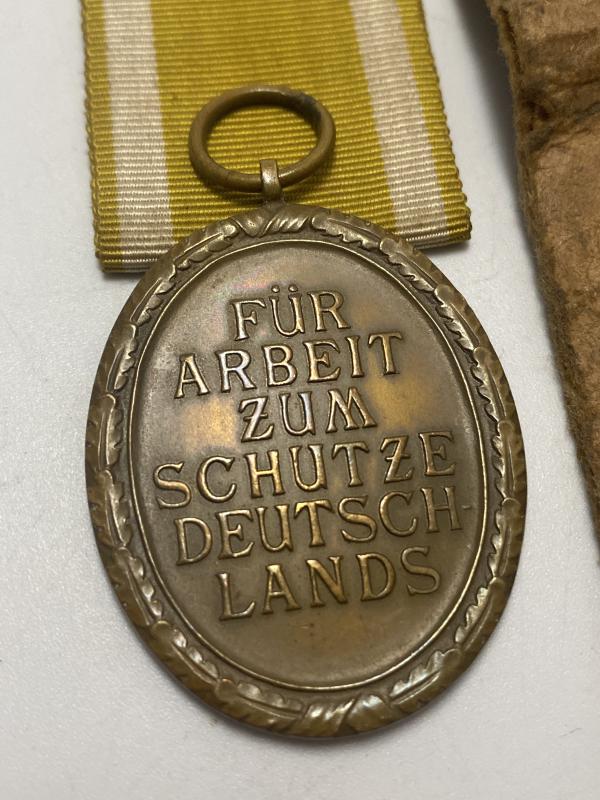 FÜR
ARBEIT
ZUM
SCHUTZE
DEUTSCH-
LANDS